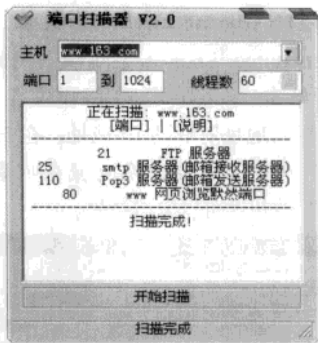 端口扫描器 V2.0
主机 www.163.com
端口 1 到 1024 线程数 60
正在扫描: www.163.com
[端口] | [说明]
21 FTP 服务器
25 smtp 服务器(邮箱接收服务器)
110 Pop3 服务器(邮箱发送服务器)
80 www 网页浏览默然端口
扫描完成!
开始扫描
扫描完成